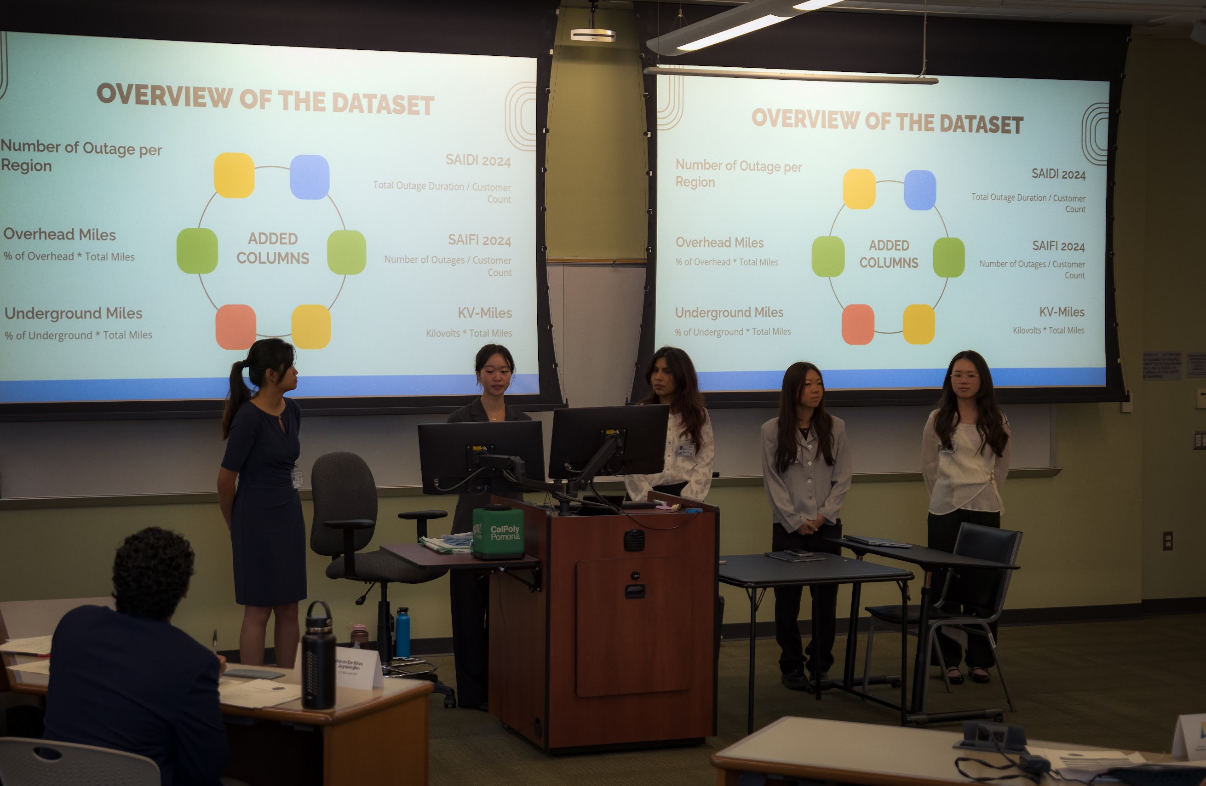 OVERVIEW OF THE DATASET
Number of Outage per
Region
Overhead Miles
% of Overhead * Total Miles
Underground Miles
% of Underground * Total Miles
ADDED
COLUMNS
SAIDI 2024
Total Outage Duration / Customer
Count
SAIFI 2024
Number of Outages / Customer
Count
KV-Miles
Kilovolts * Total Miles
OVERVIEW OF THE DATASET
Number of Outage per
Region
Overhead Miles
% of Overhead * Total Miles
Underground Miles
% of Underground * Total Miles
ADDED
COLUMNS
SAIDI 2024
Total Outage Duration / Customer
Count
SAIFI 2024
Number of Outages / Customer
Count
KV-Miles
Kilovolts * Total Miles
CalPoly
Pomona